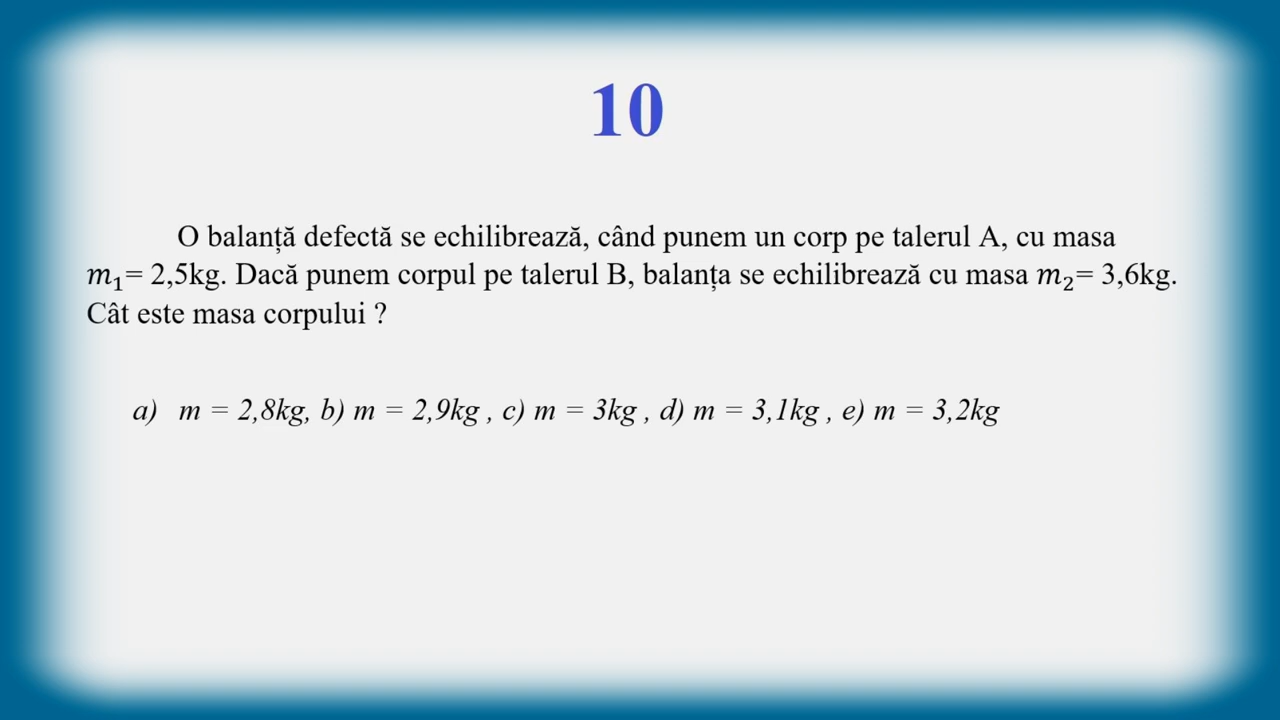 10
O balanță defectă se echilibrează, când punem un corp pe talerul A, cu masa
m₁= 2,5kg. Dacă punem corpul pe talerul B, balanța se echilibrează cu masa m₂= 3,6kg.
Cât este masa corpului ?
a) m = 2,8kg, b) m = 2,9kg , c) m = 3kg , d) m = 3,1kg , e) m = 3,2kg